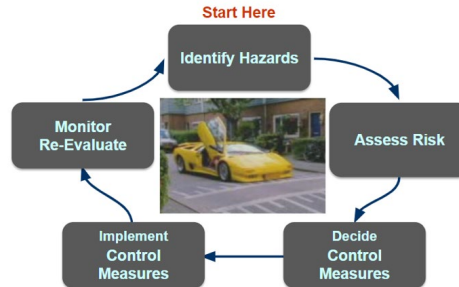 Start Here
Identify Hazards
Assess Risk
Decide
Control
Measures
Implement
Control
Measures
Monitor
Re-Evaluate